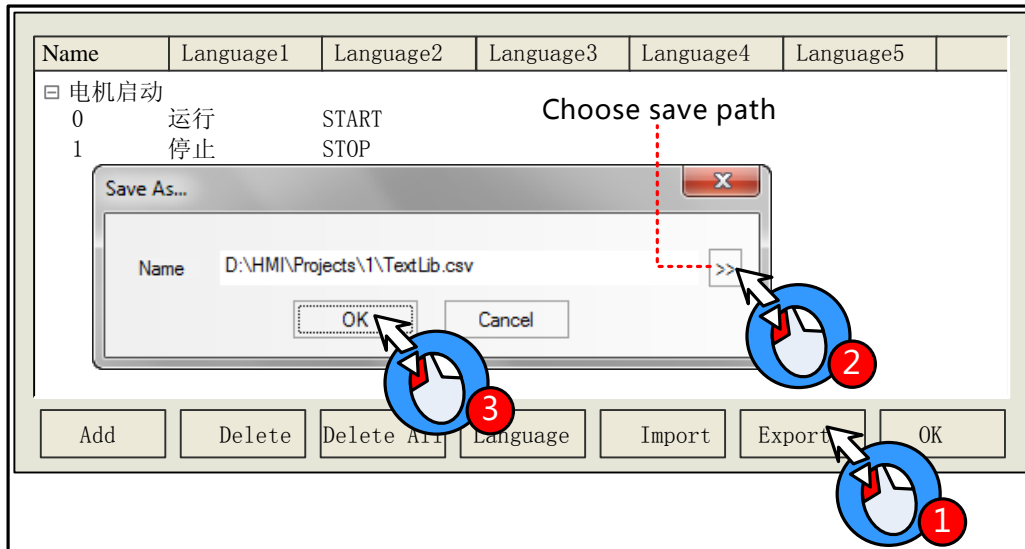 Name Language1 Language2 Language3 Language4 Language5
电机启动
0 运行 START
1 停止 STOP
Choose save path
Save As...
Name D:\HMI\Projects\1\TextLib.csv >>
OK Cancel
2
3
Add Delete Delete All Language Import Export OK
1